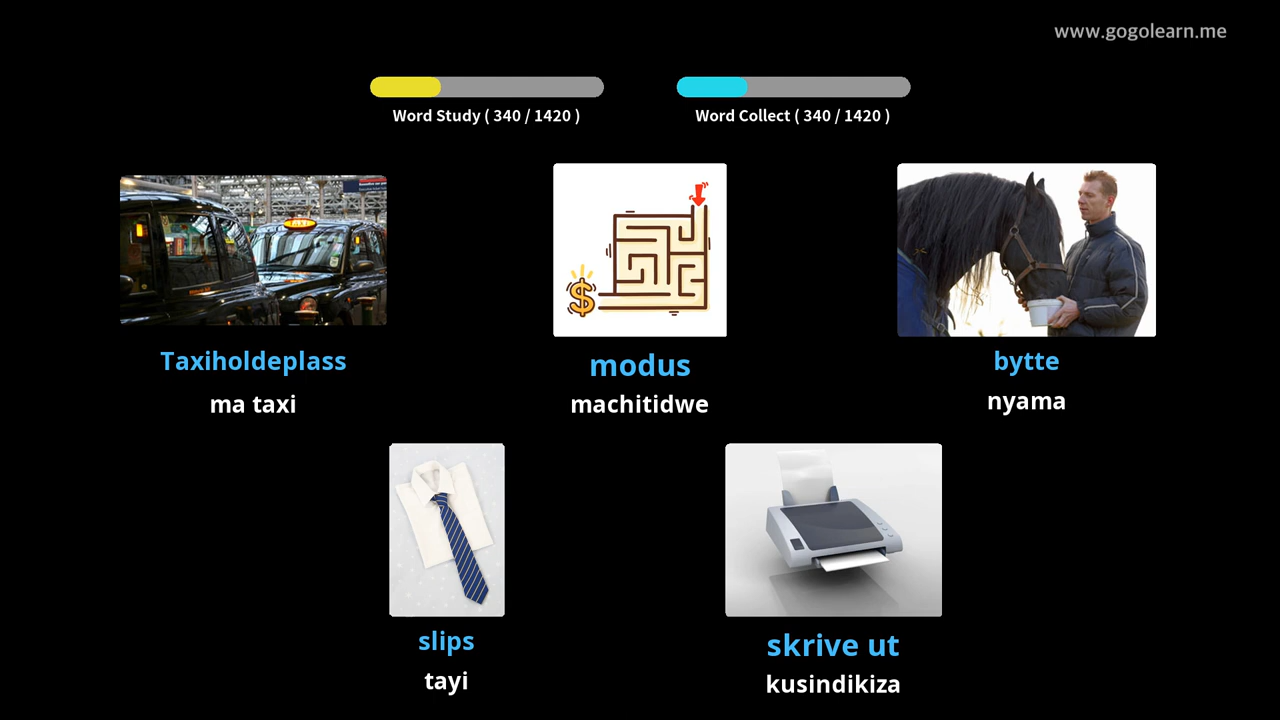 www.gogolearn.me
Word Study ( 340 / 1420 )
Word Collect ( 340 / 1420 )
TAXI
Taxiholdeplass
ma taxi
modus
machitidwe
bytte
nyama
$
slips
tayi
skrive ut
kusindikiza